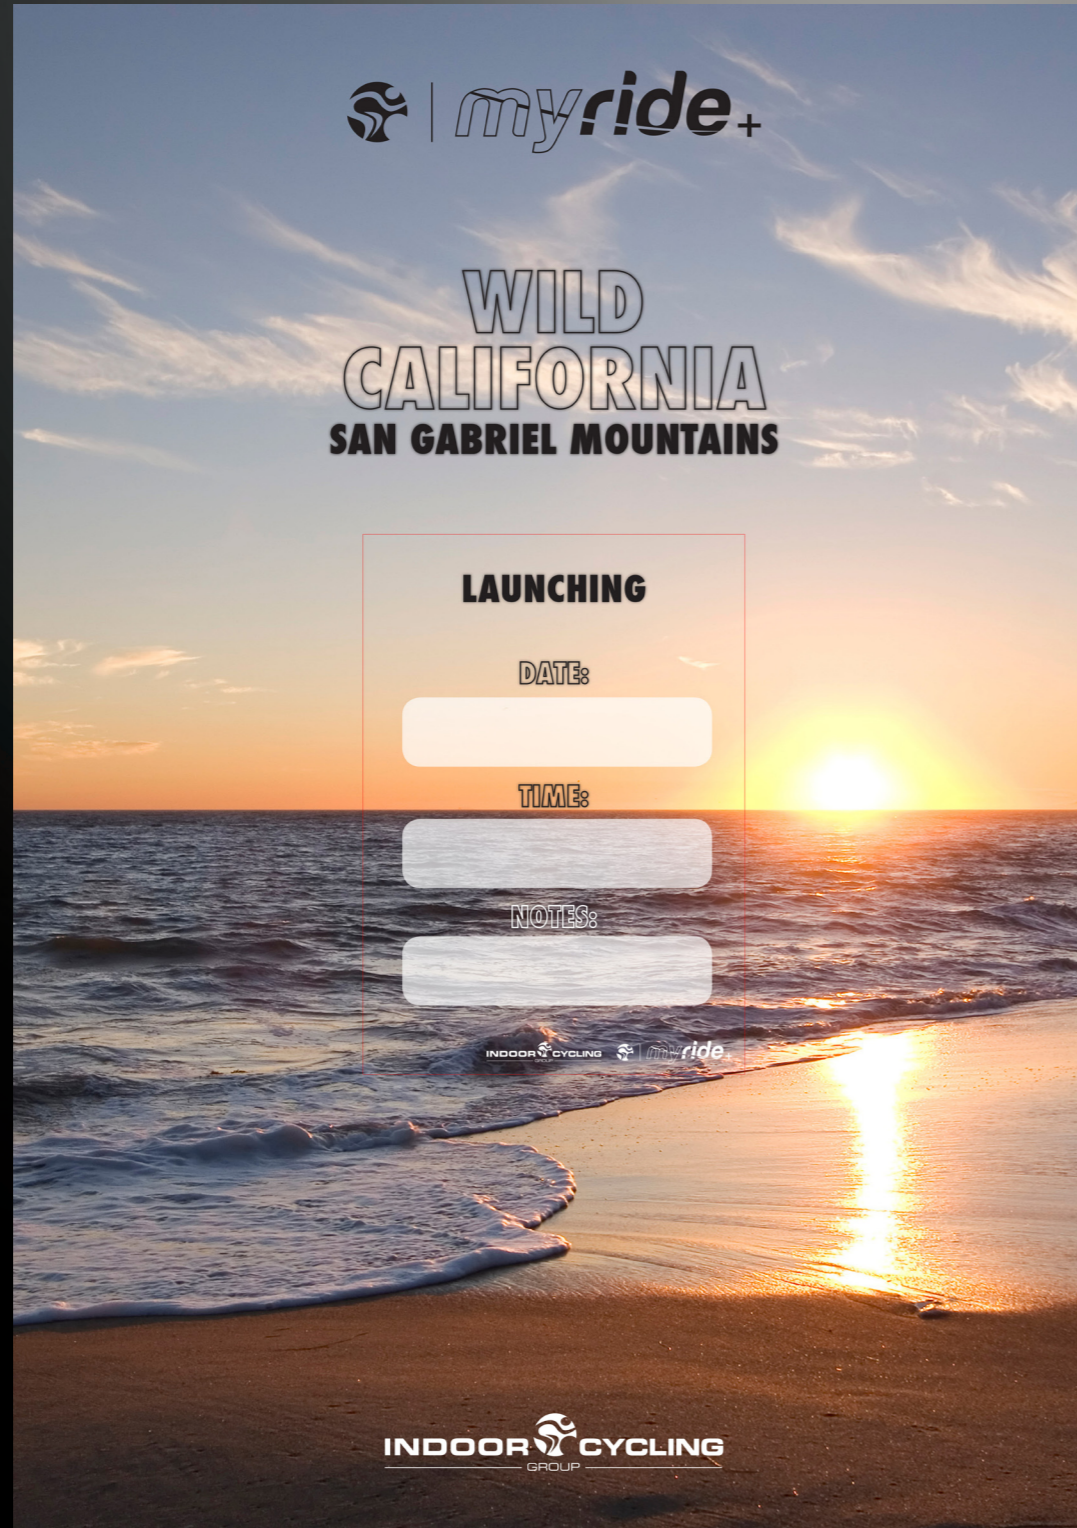 myride+
WILD
CALIFORNIA
SAN GABRIEL MOUNTAINS
LAUNCHING
DATE:
TIME:
NOTES:
INDOOR CYCLING
GROUP
myride+
INDOOR CYCLING
GROUP